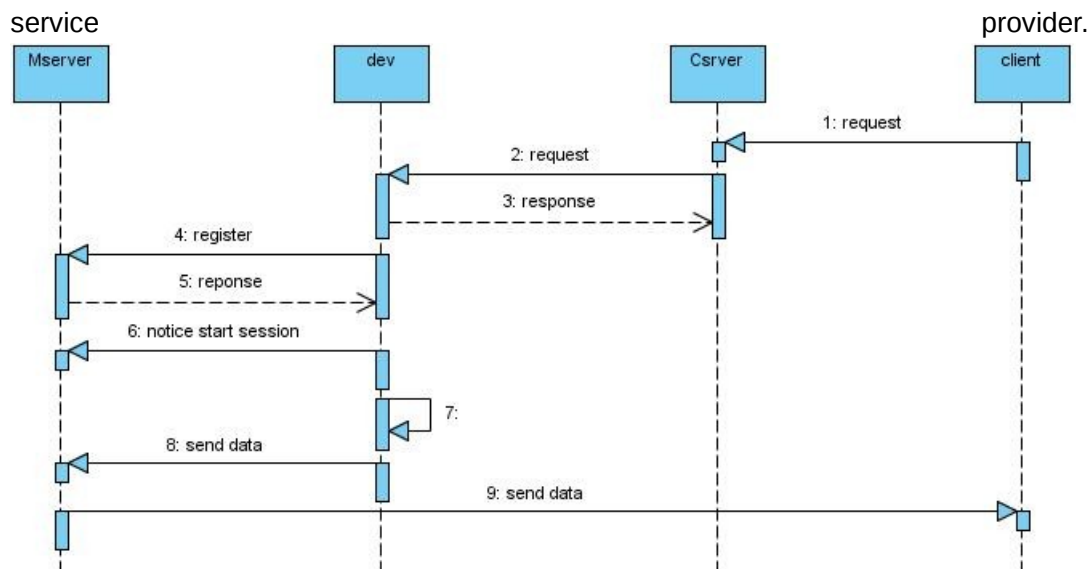 service provider.
Mserver dev Csrver client
1: request
2: request
3: response
4: register
5: reponse
6: notice start session
7:
8: send data
9: send data